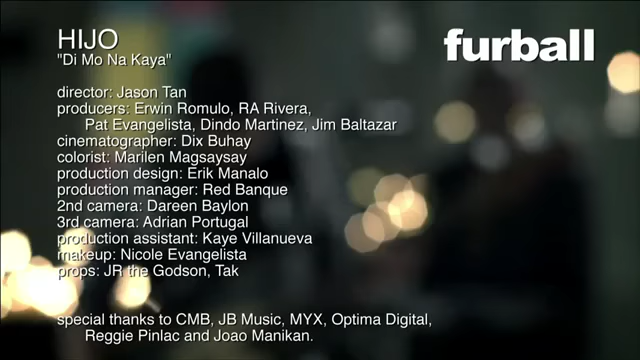 HIJO
"Di Mo Na Kaya"
furball
director: Jason Tan
producers: Erwin Romulo, RA Rivera,
Pat Evangelista, Dindo Martinez, Jim Baltazar
cinematographer: Dix Buhay
colorist: Marilen Magsaysay
production design: Erik Manalo
production manager: Red Banque
2nd camera: Dareen Baylon
3rd camera: Adrian Portugal
production assistant: Kaye Villanueva
makeup: Nicole Evangelista
props: JR the Godson, Tak
special thanks to CMB, JB Music, MYX, Optima Digital,
Reggie Pinlac and Joao Manikan.